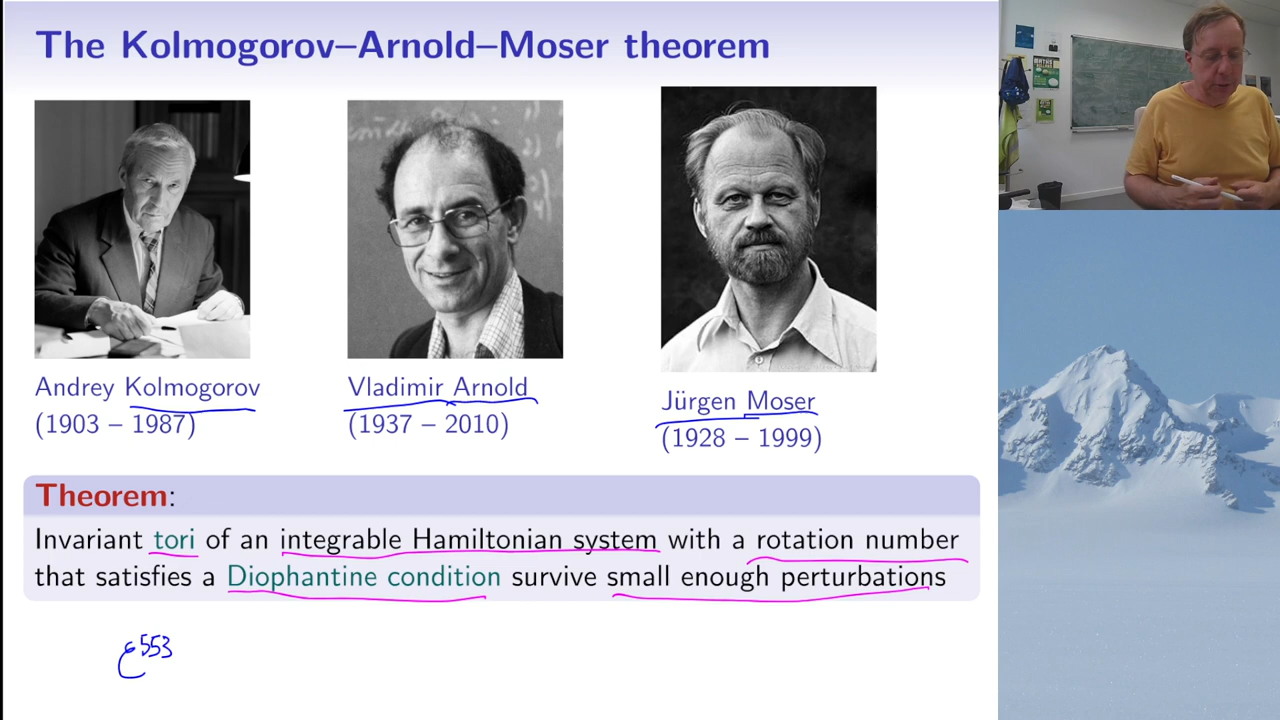 The Kolmogorov–Arnold–Moser theorem
Andrey Kolmogorov
(1903 – 1987)
Vladimir Arnold
(1937 – 2010)
Jürgen Moser
(1928 – 1999)
Theorem:
Invariant tori of an integrable Hamiltonian system with a rotation number
that satisfies a Diophantine condition survive small enough perturbations
C^553